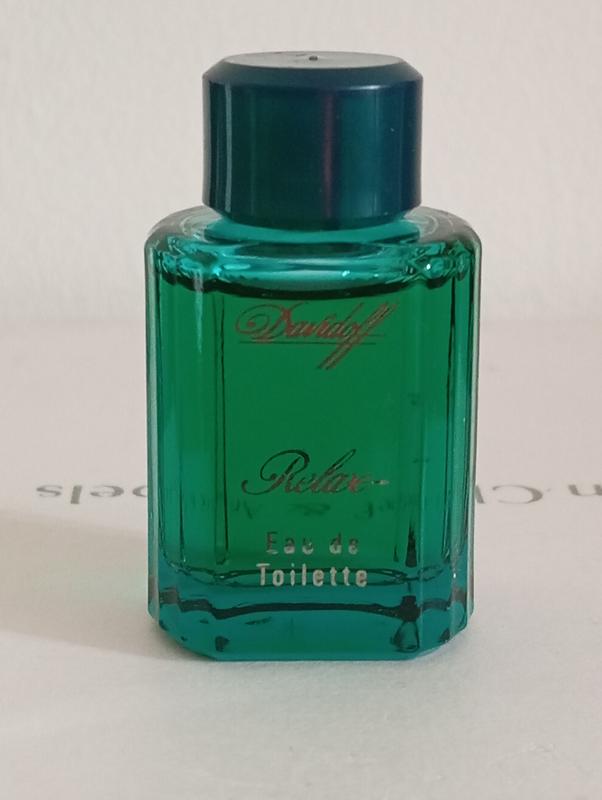 Davidoff
Relax
Eau de
Toilette